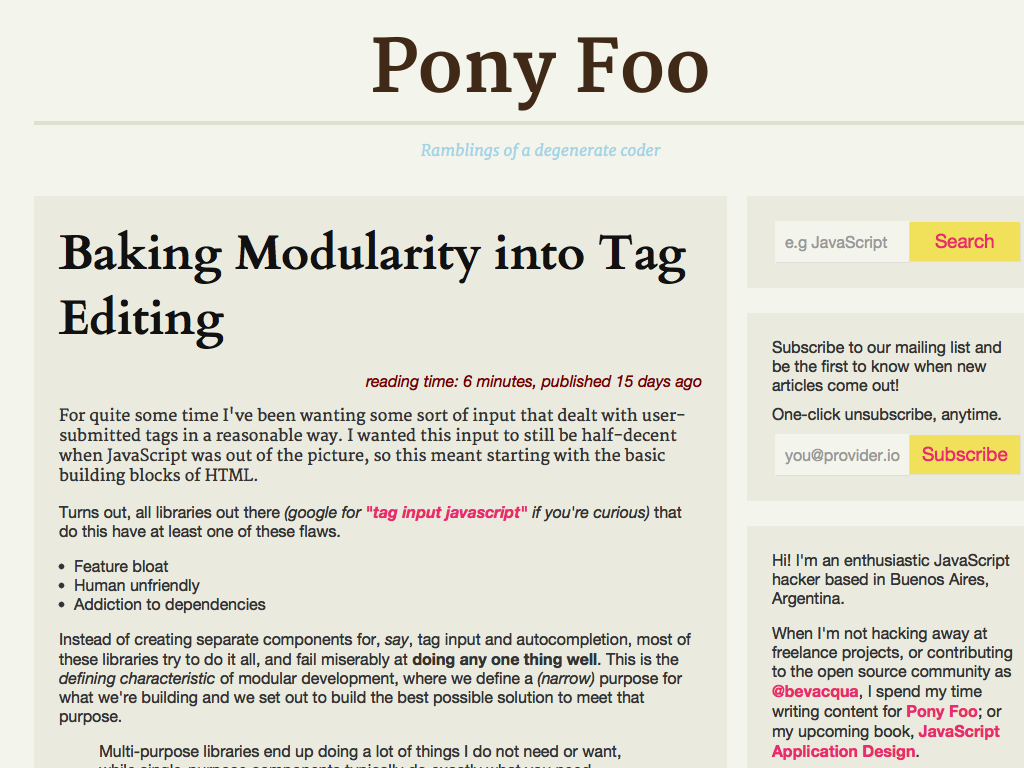 Pony Foo
Ramblings of a degenerate coder
Baking Modularity into Tag
Editing
reading time: 6 minutes, published 15 days ago
For quite some time I've been wanting some sort of input that dealt with user-
submitted tags in a reasonable way. I wanted this input to still be half-decent
when JavaScript was out of the picture, so this meant starting with the basic
building blocks of HTML.
Turns out, all libraries out there (google for "tag input javascript" if you're curious) that
do this have at least one of these flaws.
• Feature bloat
• Human unfriendly
• Addiction to dependencies
Instead of creating separate components for, say, tag input and autocompletion, most of
these libraries try to do it all, and fail miserably at doing any one thing well. This is the
defining characteristic of modular development, where we define a (narrow) purpose for
what we're building and we set out to build the best possible solution to meet that
purpose.
Multi-purpose libraries end up doing a lot of things I do not need or want,
while single-purpose components typically do exactly what you need.
e.g JavaScript
Search
Subscribe to our mailing list and
be the first to know when new
articles come out!
One-click unsubscribe, anytime.
you@provider.io
Subscribe
Hi! I'm an enthusiastic JavaScript
hacker based in Buenos Aires,
Argentina.
When I'm not hacking away at
freelance projects, or contributing
to the open source community as
@bevacqua, I spend my time
writing content for Pony Foo; or
my upcoming book, JavaScript
Application Design.